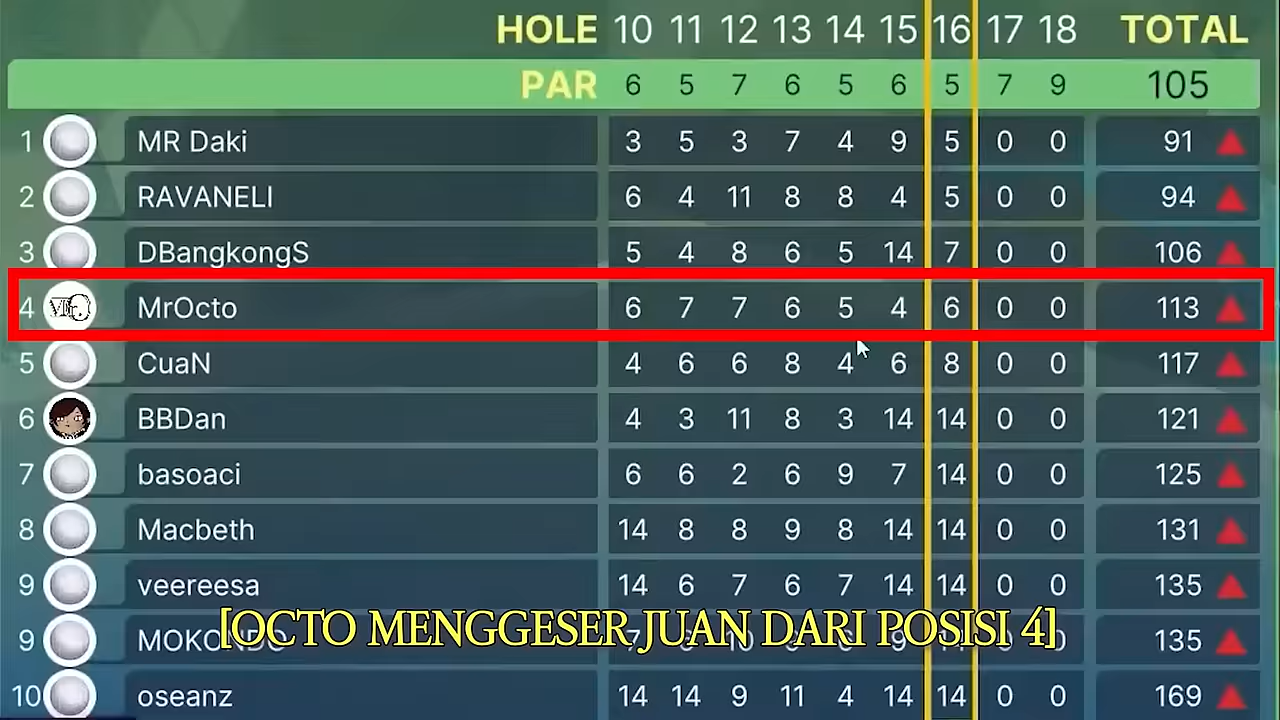 HOLE 10 11 12 13 14 15 16 17 18 TOTAL
PAR 6 5 7 6 5 6 5 7 9 105
1 MR Daki 3 5 3 7 4 9 5 0 0 91
2 RAVANELI 6 4 11 8 8 4 5 0 0 94
3 DBangkongS 5 4 8 6 5 14 7 0 0 106
4 MrOcto 6 7 7 6 5 4 6 0 0 113
5 CuaN 4 6 6 8 4 6 8 0 0 117
6 BBDan 4 3 11 8 3 14 14 0 0 121
7 basoaci 6 6 2 6 9 7 14 0 0 125
8 Macbeth 14 8 8 9 8 14 14 0 0 131
9 veereesa 14 6 7 6 7 14 14 0 0 135
[OCTO MENGGESER JUAN DARI POSISI 4]
9 MOKONDO 0 135
10 oseanz 14 14 9 11 4 14 14 0 0 169